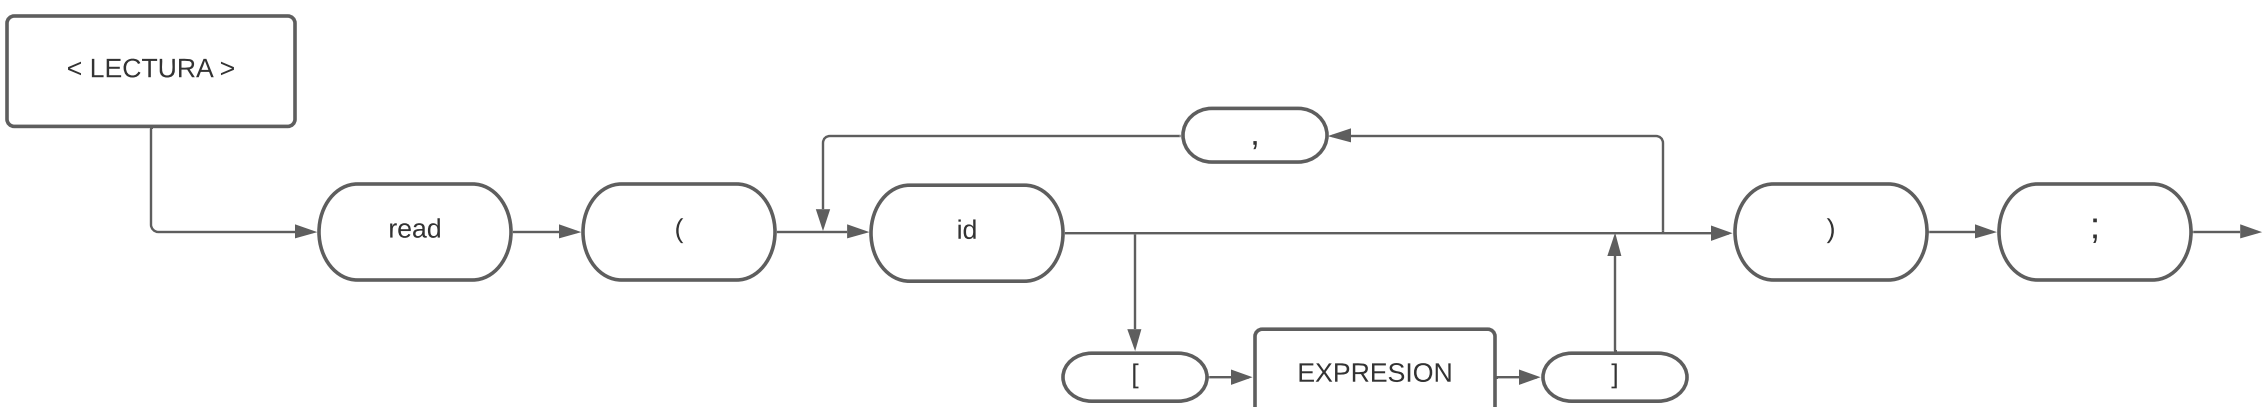 < LECTURA >
,
read
(
id
)
;
[
EXPRESION
]